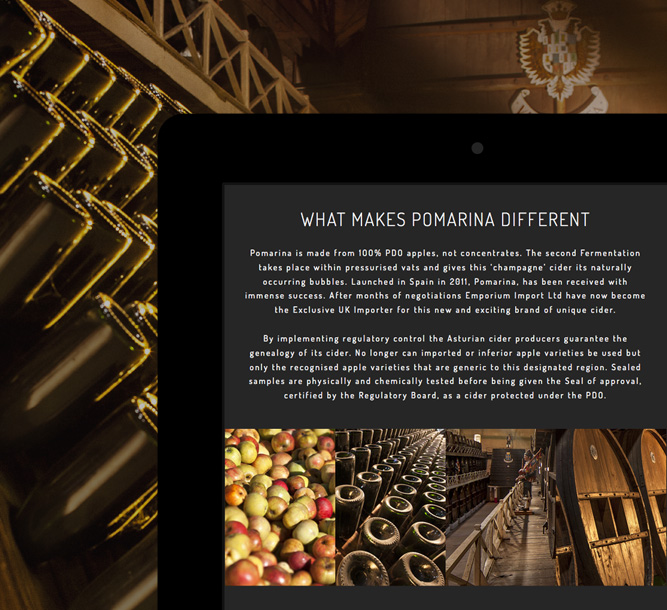 WHAT MAKES POMARINA DIFFERENT
Pomarina is made from 100% PDO apples, not concentrates. The second Fermentation
takes place within pressurised vats and gives this 'champagne' cider its naturally
occurring bubbles. Launched in Spain in 2011, Pomarina, has been received with
immense success. After months of negotiations Emporium Import Ltd have now become
the Exclusive UK Importer for this new and exciting brand of unique cider.
By implementing regulatory control the Asturian cider producers guarantee the
genealogy of its cider. No longer can imported or inferior apple varieties be used but
only the recognised apple varieties that are generic to this designated region. Sealed
samples are physically and chemically tested before being given the Seal of approval,
certified by the Regulatory Board, as a cider protected under the PDO.